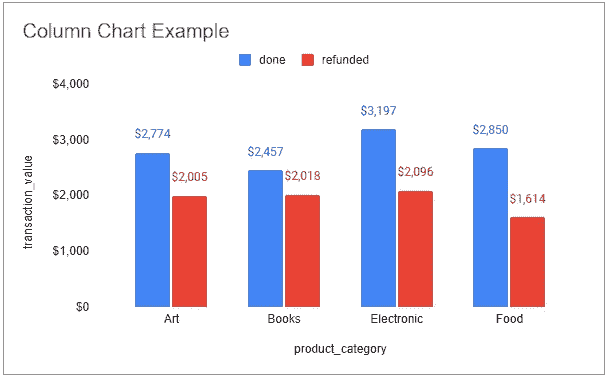 Column Chart Example
done refunded
$4,000
$3,000
$2,000
$1,000
$0
transaction_value
$2,774
$2,005
$2,457
$2,018
$3,197
$2,096
$2,850
$1,614
Art Books Electronic Food
product_category